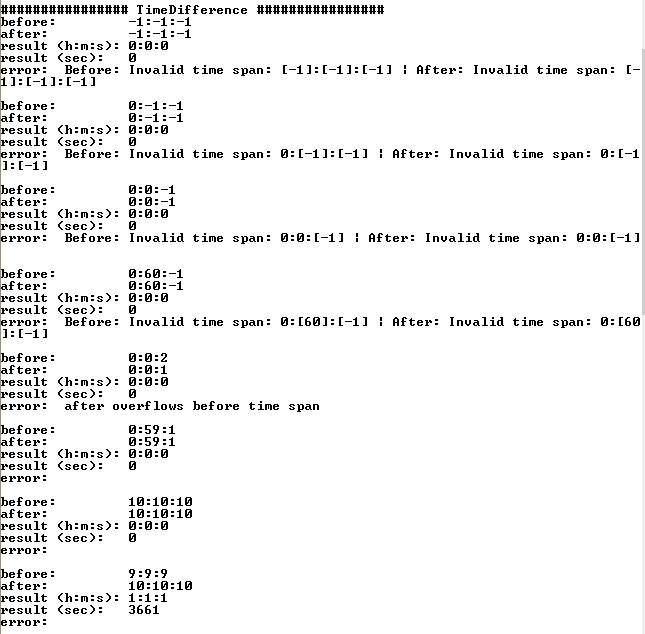 ################ TimeDifference ################
before:         -1:-1:-1
after:          -1:-1:-1
result (h:m:s): 0:0:0
result (sec):   0
error:  Before: Invalid time span: [-1]:[-1]:[-1] ¦ After: Invalid time span: [-
1]:[-1]:[-1]
before:         0:-1:-1
after:          0:-1:-1
result (h:m:s): 0:0:0
result (sec):   0
error:  Before: Invalid time span: 0:[-1]:[-1] ¦ After: Invalid time span: 0:[-1
]:[-1]
before:         0:0:-1
after:          0:0:-1
result (h:m:s): 0:0:0
result (sec):   0
error:  Before: Invalid time span: 0:0:[-1] ¦ After: Invalid time span: 0:0:[-1]
before:         0:60:-1
after:          0:60:-1
result (h:m:s): 0:0:0
result (sec):   0
error:  Before: Invalid time span: 0:[60]:[-1] ¦ After: Invalid time span: 0:[60
]:[-1]
before:         0:0:2
after:          0:0:1
result (h:m:s): 0:0:0
result (sec):   0
error:  after overflows before time span
before:         0:59:1
after:          0:59:1
result (h:m:s): 0:0:0
result (sec):   0
error:
before:         10:10:10
after:          10:10:10
result (h:m:s): 0:0:0
result (sec):   0
error:
before:         9:9:9
after:          10:10:10
result (h:m:s): 1:1:1
result (sec):   3661
error: